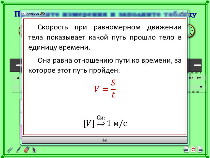 Скорость при равномерном движении
тела показывает какой путь прошло тело в
единицу времени.
Она равна отношению пути ко времени, за
которое этот путь пройден.
V = S / t
[V] = 1 м/с